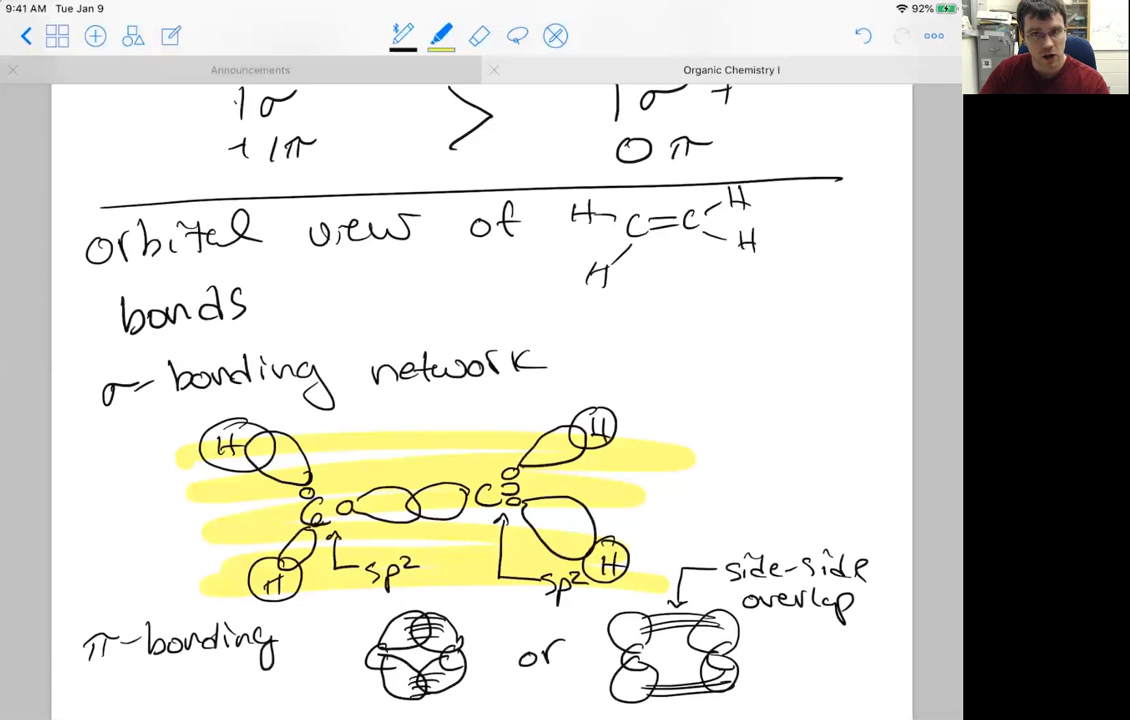 9:41 AM Tue Jan 9
92%
Announcements
Organic Chemistry I
1σ > 1σ +
+ 1π 0 π
orbital view of H C=C H
H H
bonds
σ- bonding network
H H
C C
H sp² sp² H
side-side
overlap
π-bonding C C or C C